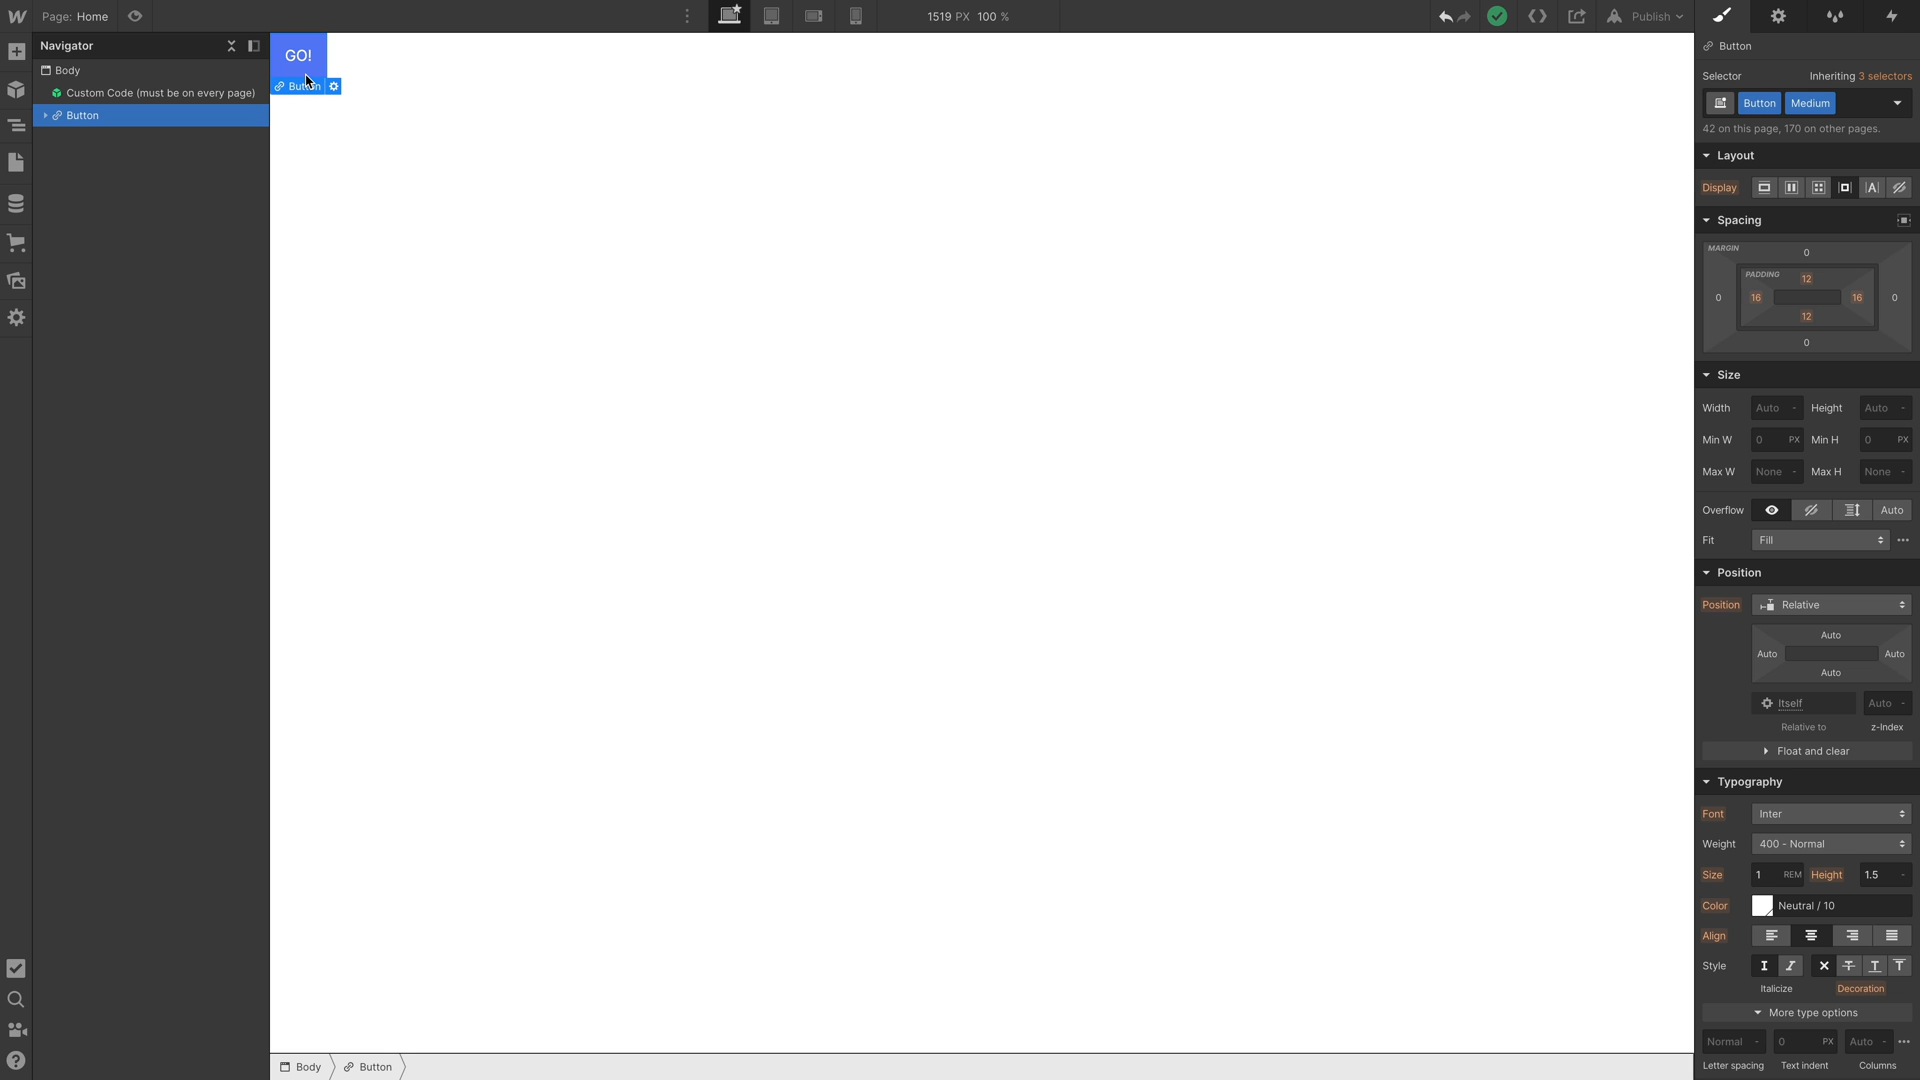 Page: Home
1519 PX 100 %
Publish
Navigator
Body
Custom Code (must be on every page)
Button
GO!
Button
Body
Button
Button
Selector
Inheriting 3 selectors
Button
Medium
42 on this page, 170 on other pages.
Layout
Display
Spacing
MARGIN
0
PADDING
12
0
16
16
0
12
0
Size
Width Auto -
Height Auto -
Min W 0 PX
Min H 0 PX
Max W None -
Max H None -
Overflow
Auto
Fit
Fill
Position
Position
Relative
Auto
Auto
Auto
Auto
Itself
Auto -
Relative to
z-Index
Float and clear
Typography
Font
Inter
Weight
400 - Normal
Size 1 REM
Height 1.5 -
Color
Neutral / 10
Align
Style
Italicize
Decoration
More type options
Normal -
0 PX
Auto -
Letter spacing
Text indent
Columns